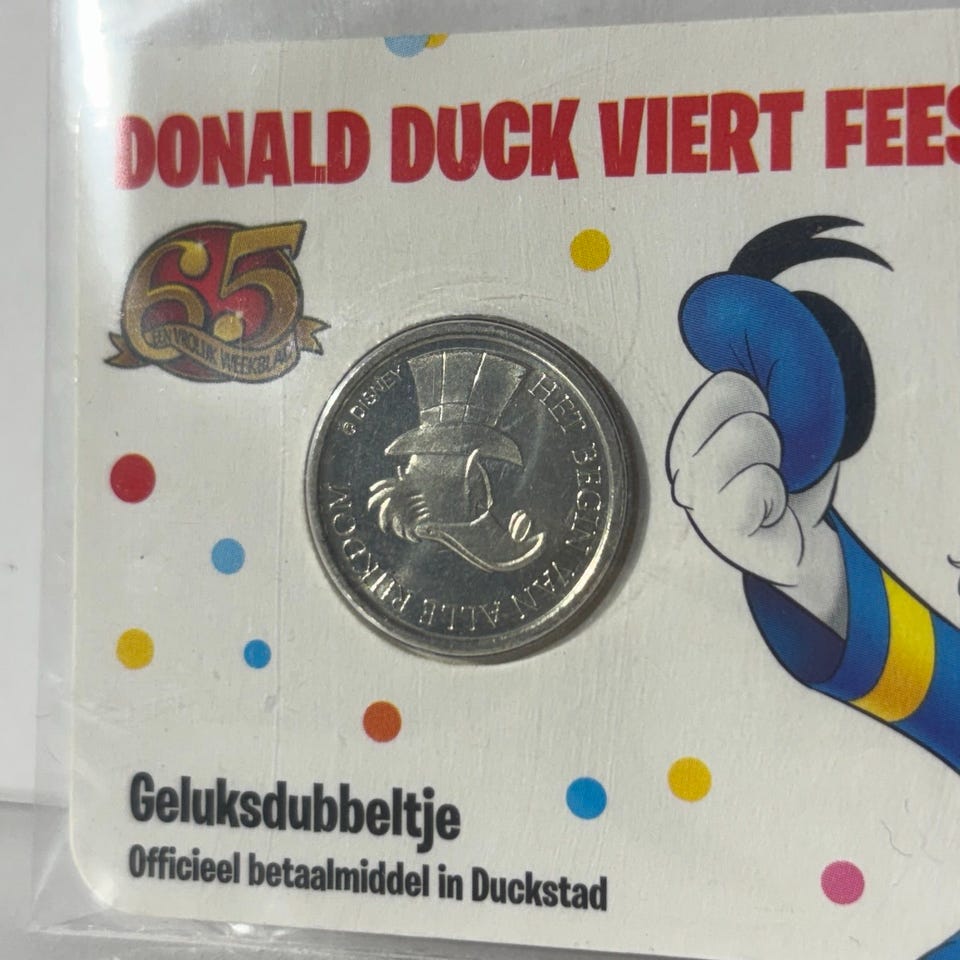 DONALD DUCK VIERT FEES
65
EEN VROLIJK WEEKBLAD
© DISNEY
HET BEGIN VAN ALLE RIJKDOM
Geluksdubbeltje
Officieel betaalmiddel in Duckstad